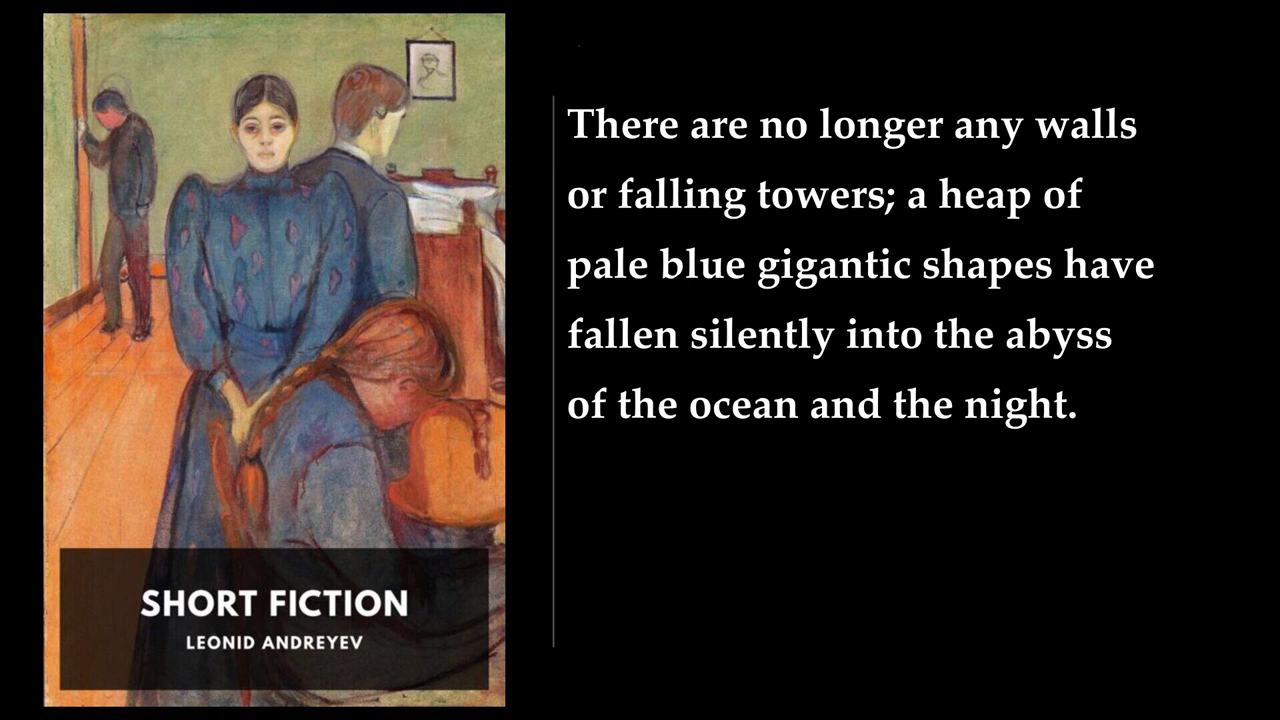 There are no longer any walls
or falling towers; a heap of
pale blue gigantic shapes have
fallen silently into the abyss
of the ocean and the night.
SHORT FICTION
LEONID ANDREYEV